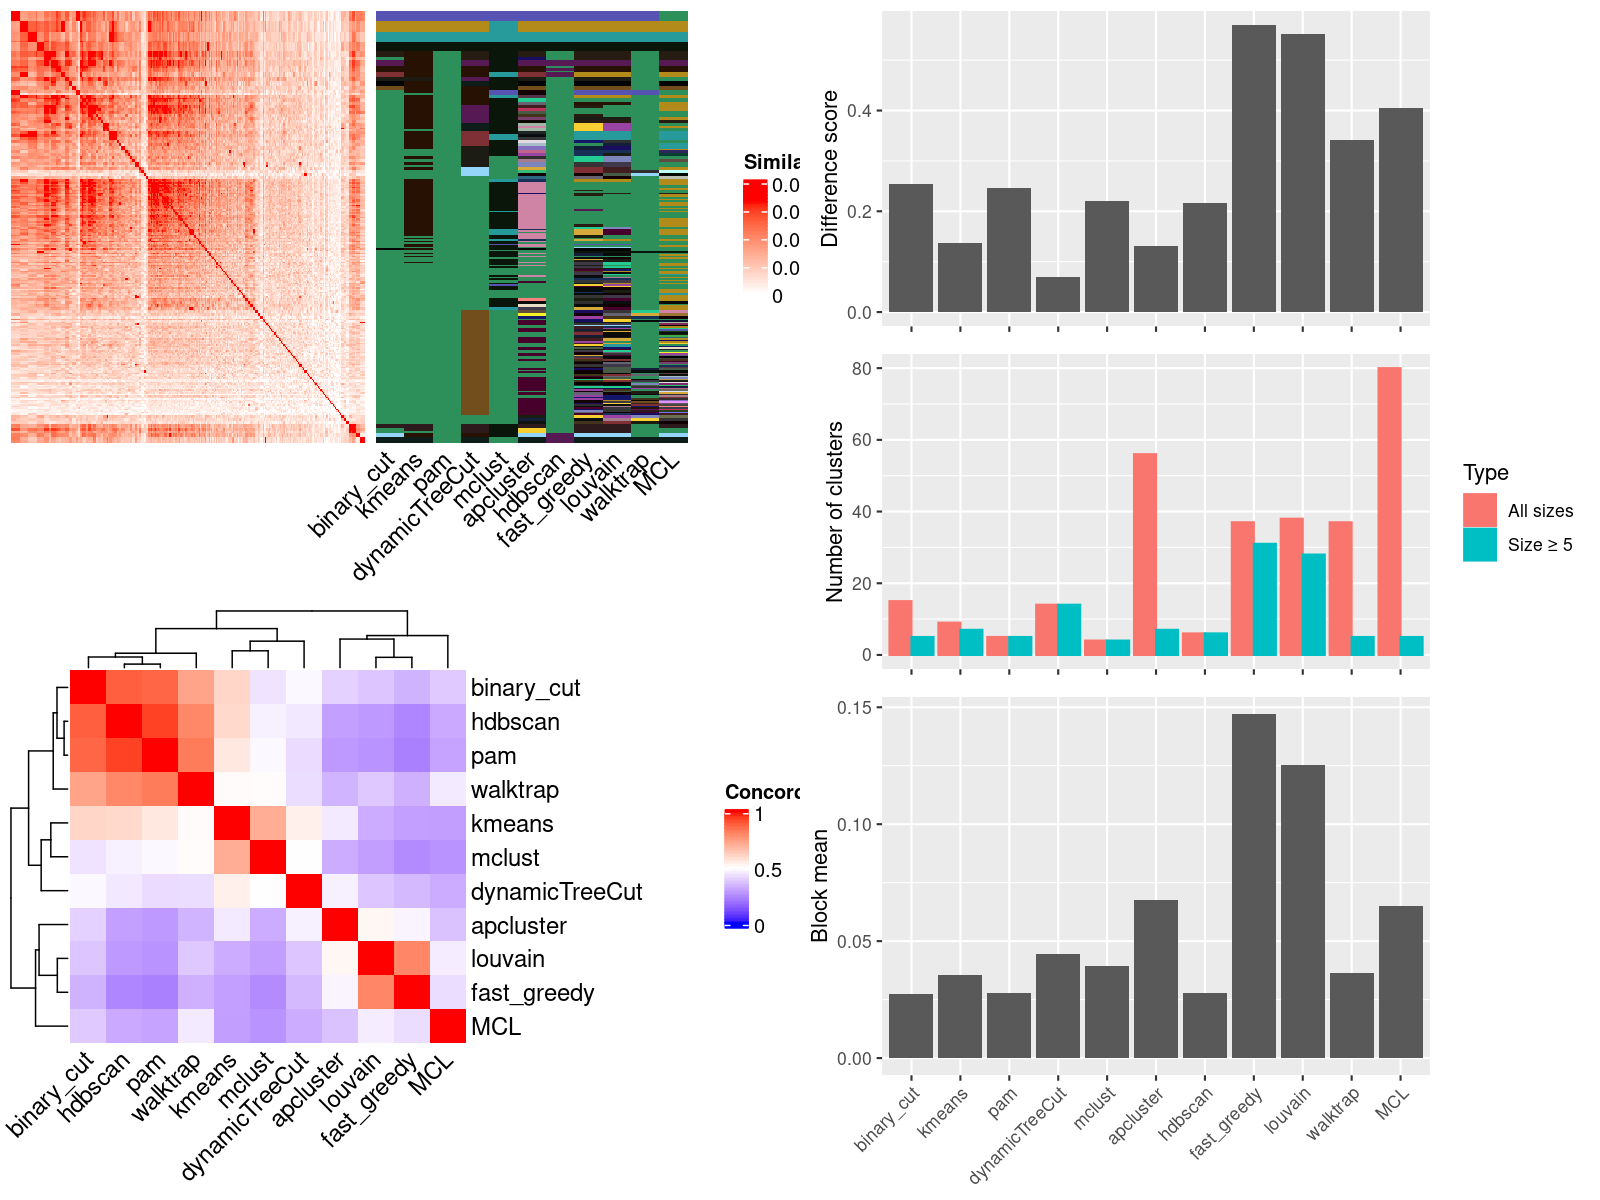 Simila
0.0
0.0
0.0
0.0
0
binary_cut
kmeans
pam
dynamicTreeCut
mclust
apcluster
hdbscan
fast_greedy
louvain
walktrap
MCL
binary_cut
hdbscan
pam
walktrap
kmeans
mclust
dynamicTreeCut
apcluster
louvain
fast_greedy
MCL
binary_cut
hdbscan
pam
walktrap
kmeans
mclust
dynamicTreeCut
apcluster
louvain
fast_greedy
MCL
Concord
1
0.5
0
Difference score
0.4
0.2
0.0
Number of clusters
80
60
40
20
0
Type
All sizes
Size ≥ 5
Block mean
0.15
0.10
0.05
0.00
binary_cut
kmeans
pam
dynamicTreeCut
mclust
apcluster
hdbscan
fast_greedy
louvain
walktrap
MCL